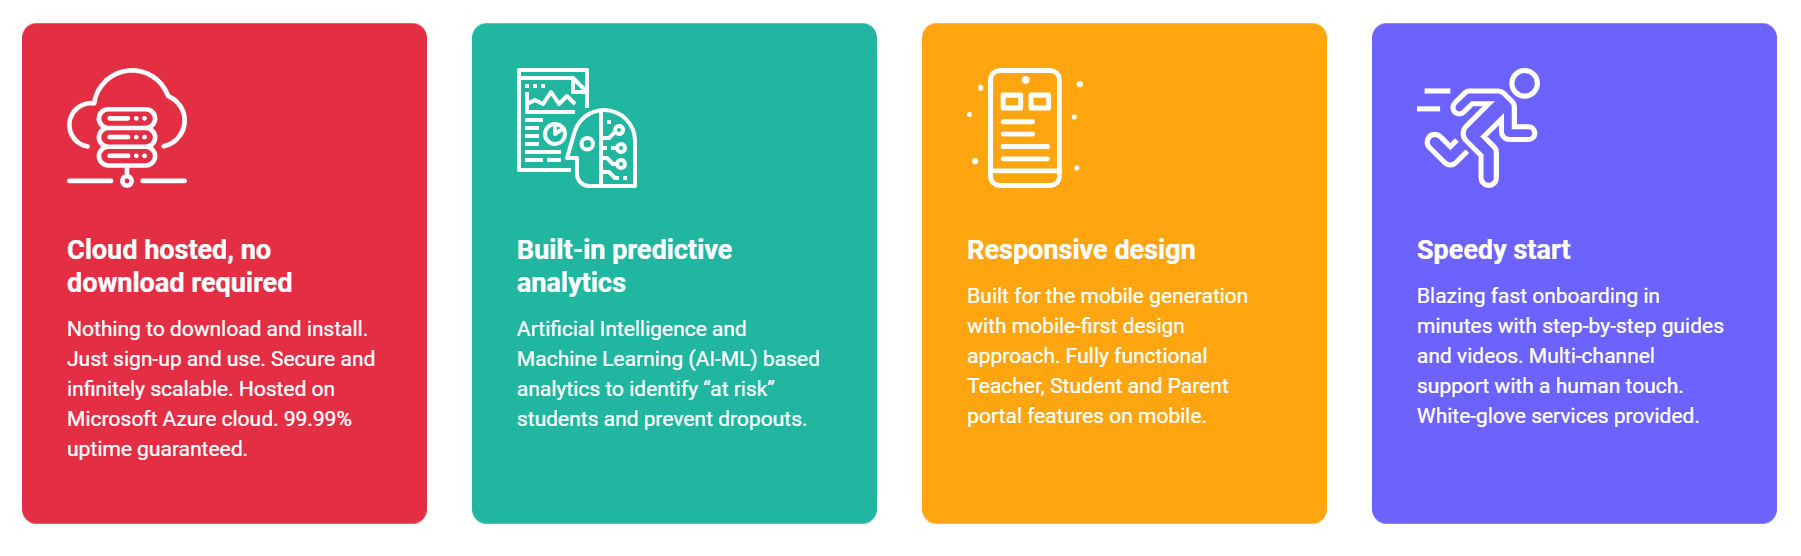 Cloud hosted, no
download required
Nothing to download and install.
Just sign-up and use. Secure and
infinitely scalable. Hosted on
Microsoft Azure cloud. 99.99%
uptime guaranteed.
Built-in predictive
analytics
Artificial Intelligence and
Machine Learning (AI-ML) based
analytics to identify “at risk”
students and prevent dropouts.
Responsive design
Built for the mobile generation
with mobile-first design
approach. Fully functional
Teacher, Student and Parent
portal features on mobile.
Speedy start
Blazing fast onboarding in
minutes with step-by-step guides
and videos. Multi-channel
support with a human touch.
White-glove services provided.